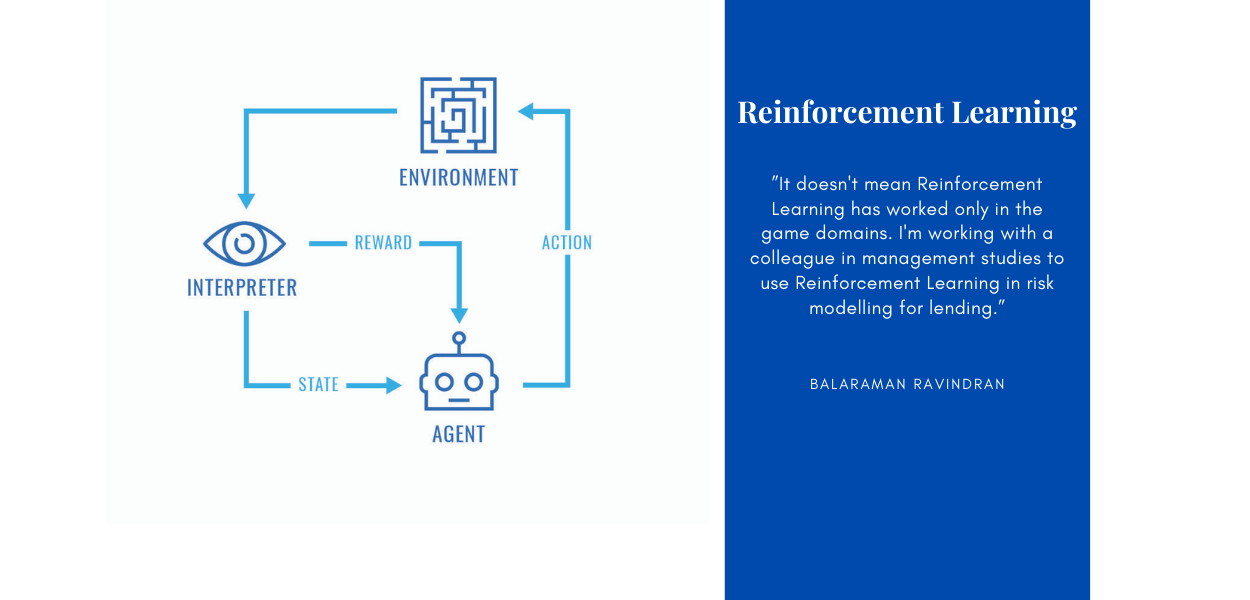 ENVIRONMENT
REWARD
ACTION
INTERPRETER
STATE
AGENT
Reinforcement Learning
"It doesn't mean Reinforcement
Learning has worked only in the
game domains. I'm working with a
colleague in management studies to
use Reinforcement Learning in risk
modelling for lending."
BALARAMAN RAVINDRAN